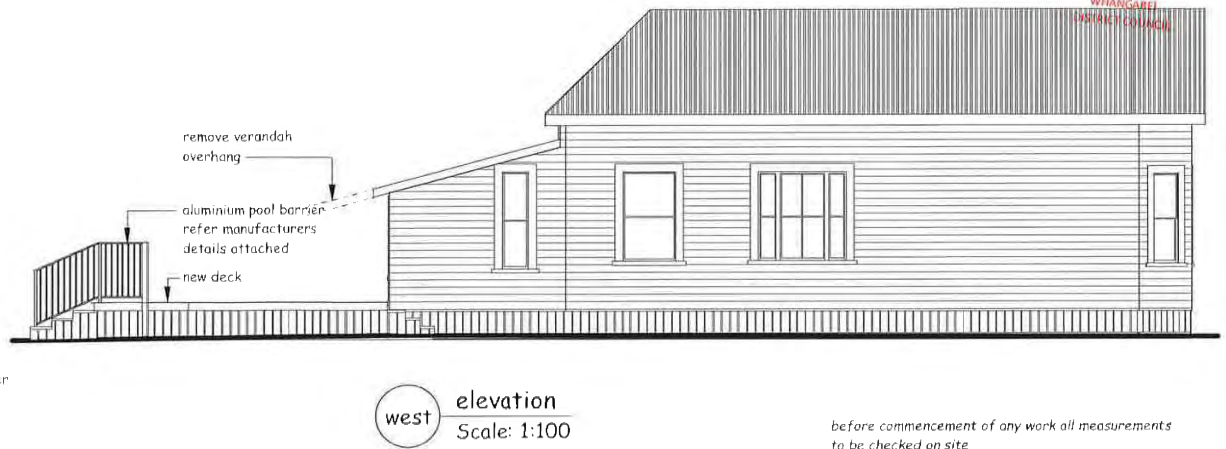 WHANGAREI
DISTRICT COUNCIL
remove verandah
overhang
aluminium pool barrier
refer manufacturers
details attached
new deck
west
elevation
Scale: 1:100
before commencement of any work all measurements
to be checked on site